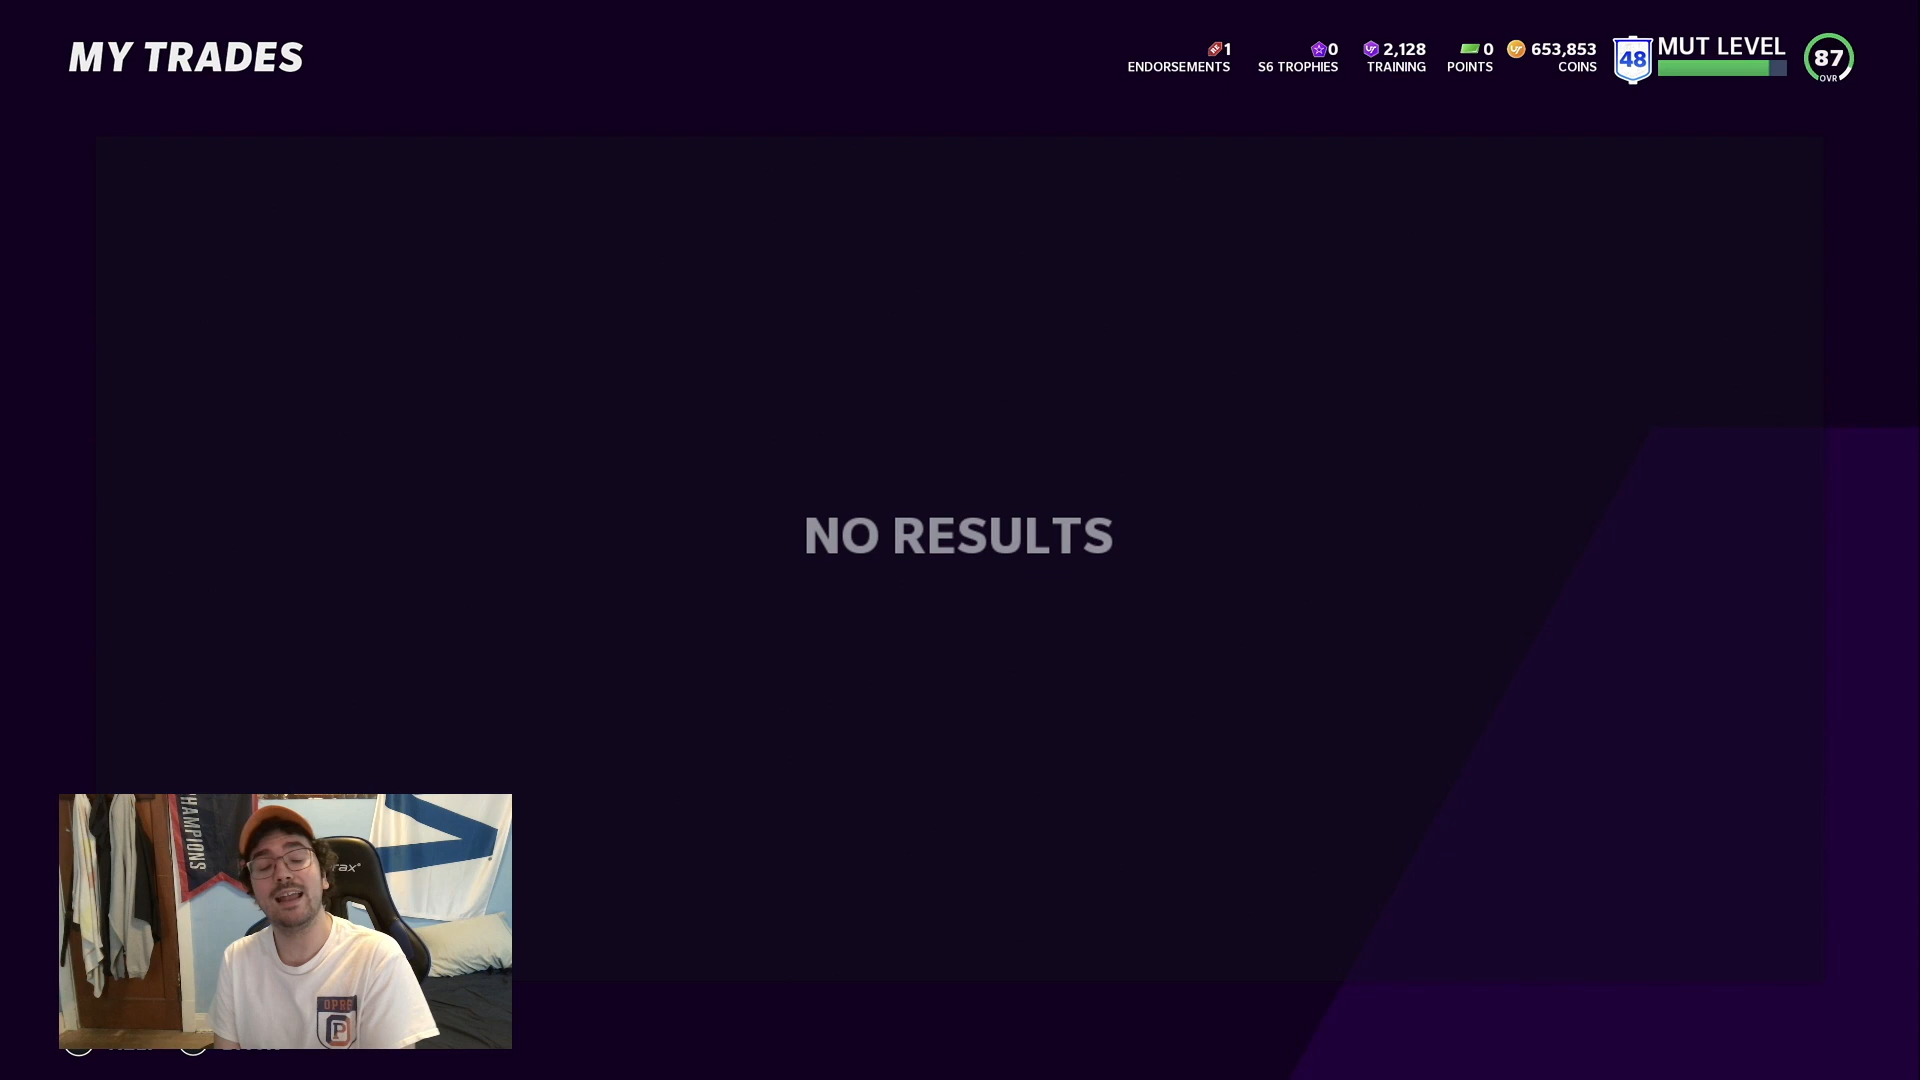 MY TRADES
1
ENDORSEMENTS
0
S6 TROPHIES
2,128
TRAINING
0
POINTS
653,853
COINS
48
MUT LEVEL
87
OVR
NO RESULTS
HAMPIONS
rax
OPRF
P